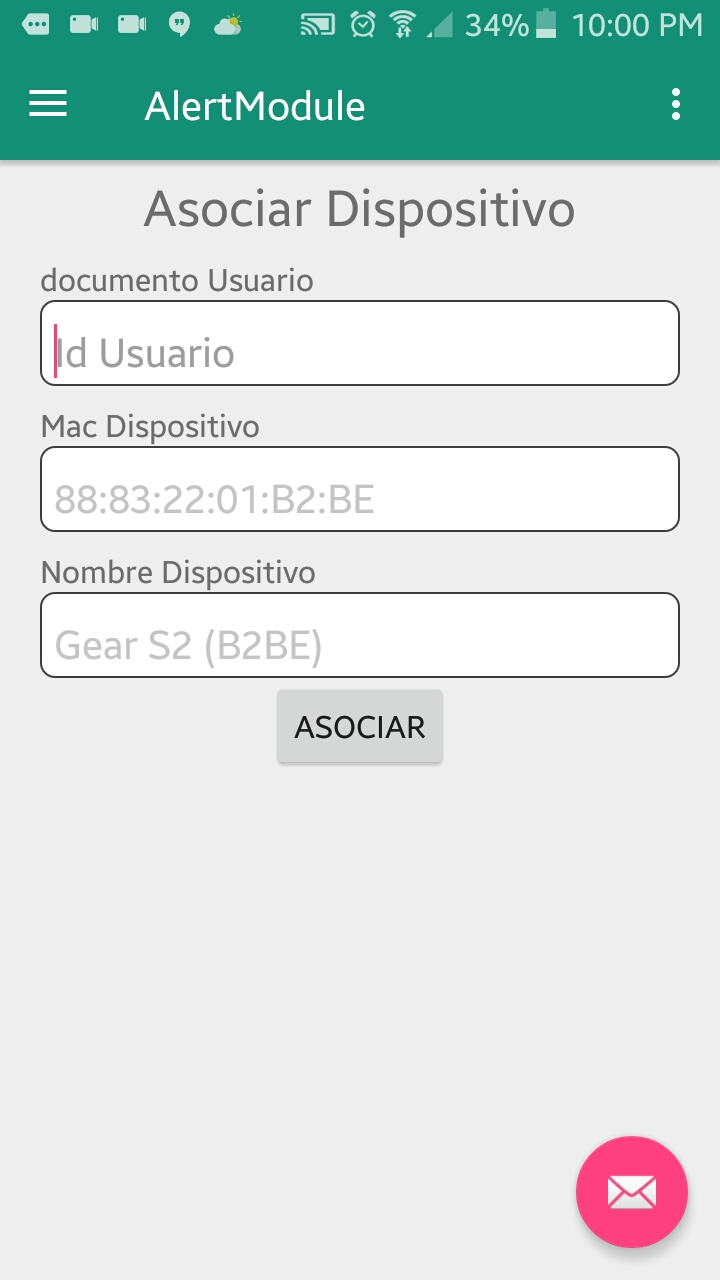 34% 10:00 PM
AlertModule
Asociar Dispositivo
documento Usuario
Id Usuario
Mac Dispositivo
88:83:22:01:B2:BE
Nombre Dispositivo
Gear S2 (B2BE)
ASOCIAR